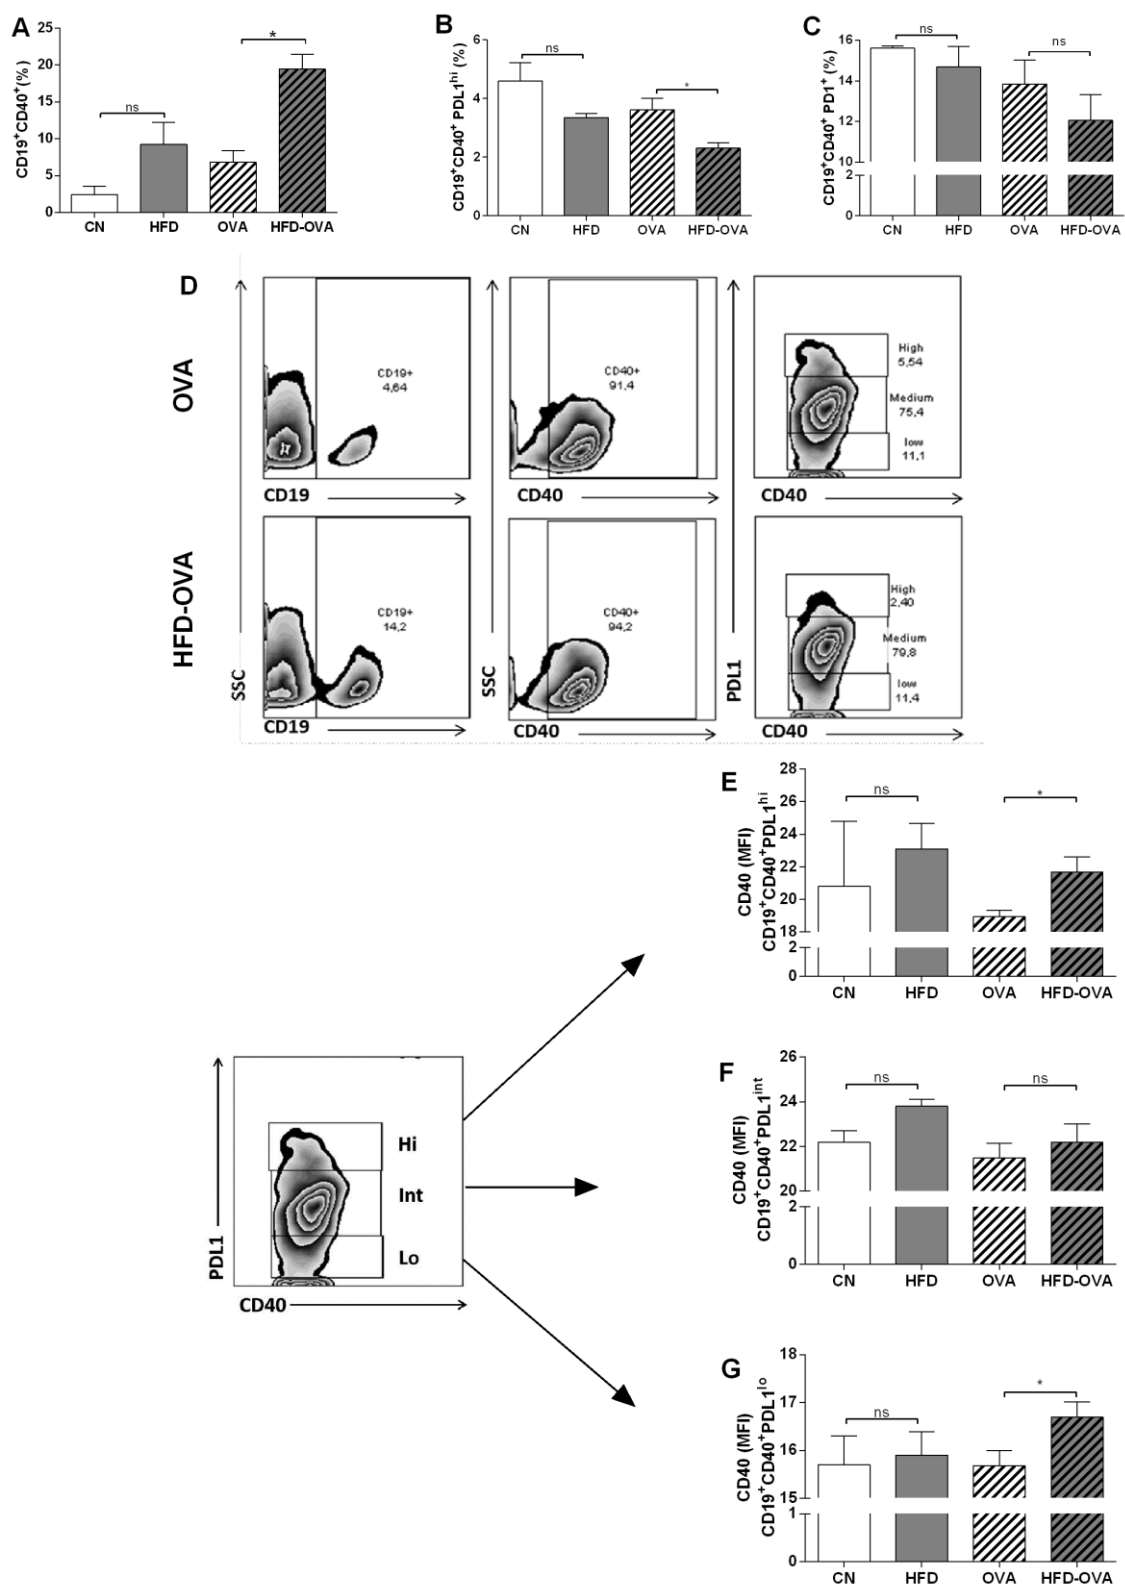 A
CD19+CD40+(%)
25
20
15
10
5
0
ns
*
CN HFD OVA HFD-OVA
B
CD19+CD40+ PDL1hi (%)
6
4
2
0
ns
*
CN HFD OVA HFD-OVA
C
CD19+CD40+ PD1+ (%)
16
14
12
10
2
0
ns
ns
CN HFD OVA HFD-OVA
D
OVA
CD19+
4,64
CD19
CD40+
91,4
CD40
High
5,54
Medium
75,4
low
11,1
CD40
HFD-OVA
SSC
CD19+
14,2
CD19
SSC
CD40+
94,2
CD40
PDL1
High
2,40
Medium
79,8
low
11,4
CD40
E
CD40 (MFI)
CD19+CD40+PDL1hi
28
26
24
22
20
18
2
0
ns
*
CN HFD OVA HFD-OVA
PDL1
Hi
Int
Lo
CD40
F
CD40 (MFI)
CD19+CD40+PDL1int
26
24
22
20
2
0
ns
ns
CN HFD OVA HFD-OVA
G
CD40 (MFI)
CD19+CD40+PDL1lo
18
17
16
15
1
0
ns
*
CN HFD OVA HFD-OVA